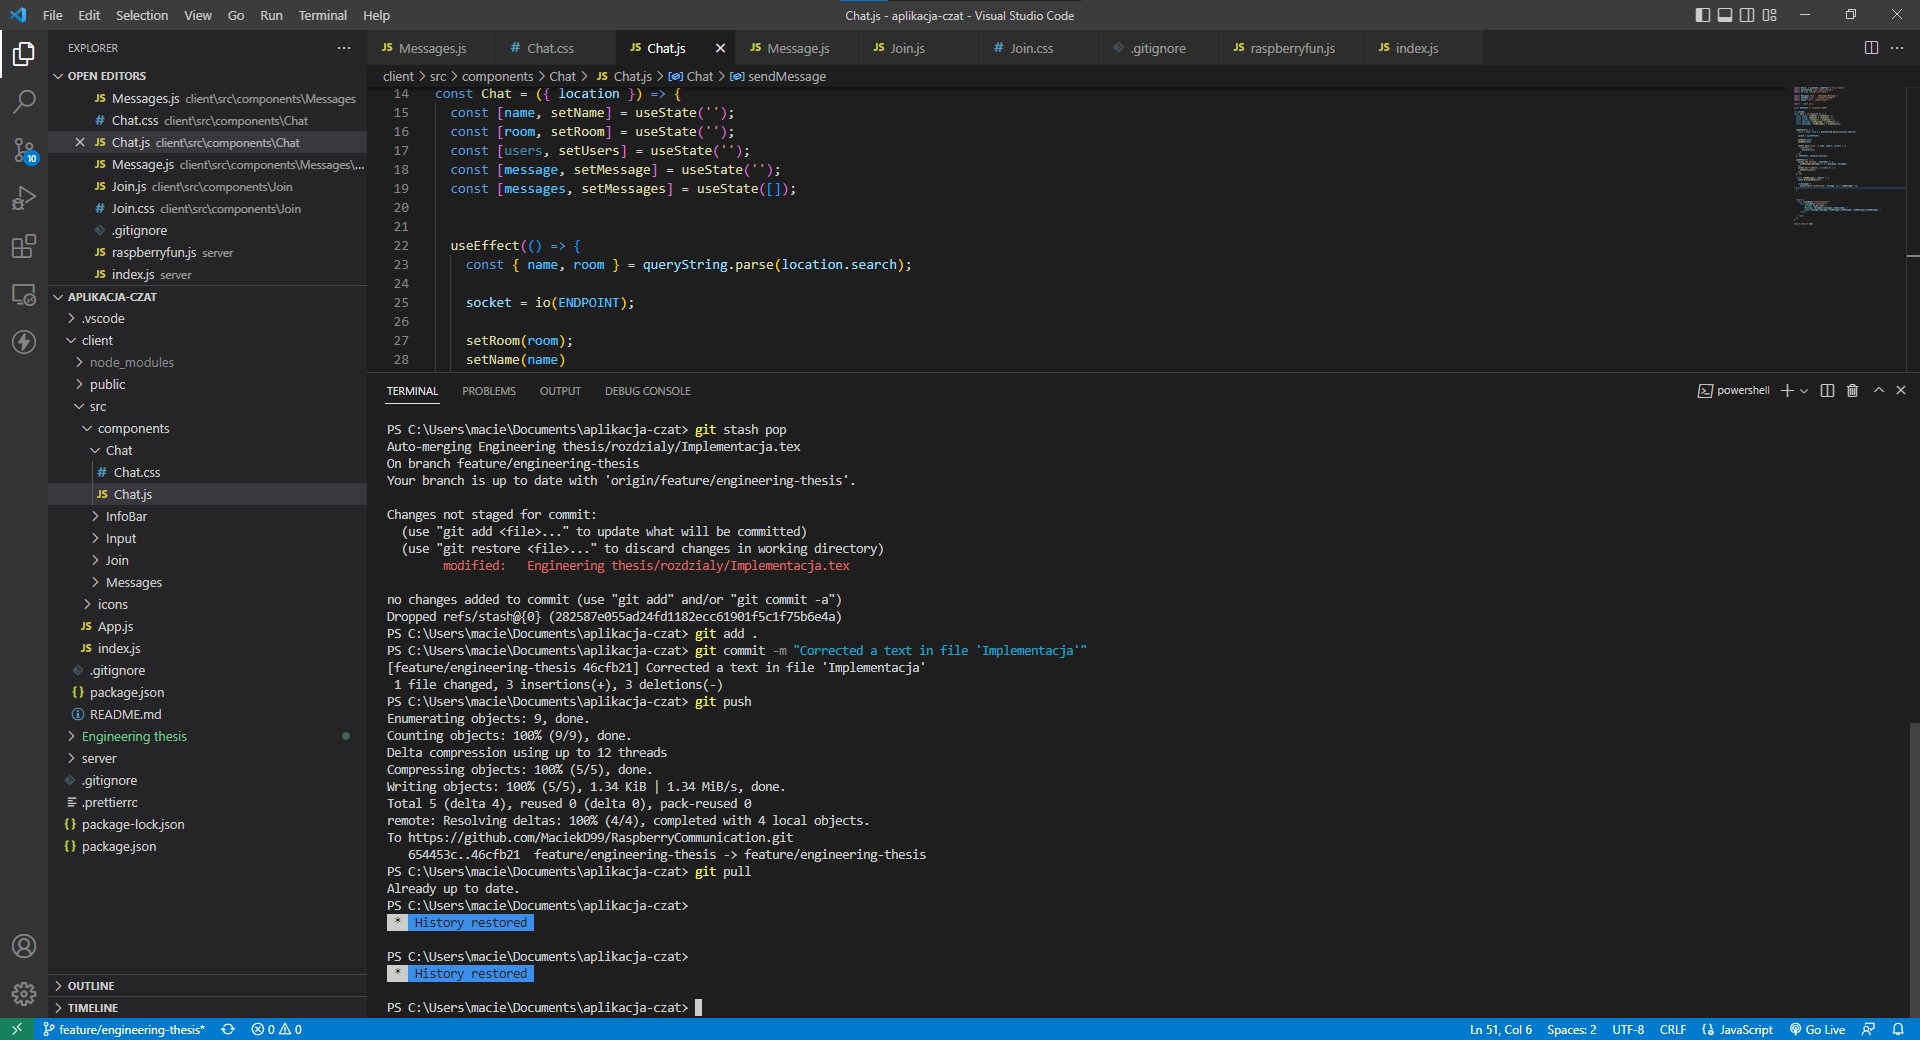 File Edit Selection View Go Run Terminal Help
Chat.js - aplikacja-czat - Visual Studio Code
EXPLORER
OPEN EDITORS
JS Messages.js client\src\components\Messages
# Chat.css client\src\components\Chat
JS Chat.js client\src\components\Chat
JS Message.js client\src\components\Messages\...
JS Join.js client\src\components\Join
# Join.css client\src\components\Join
.gitignore
JS raspberryfun.js server
JS index.js server
APLIKACJA-CZAT
.vscode
client
node_modules
public
src
components
Chat
# Chat.css
JS Chat.js
InfoBar
Input
Join
Messages
icons
JS App.js
JS index.js
.gitignore
{} package.json
README.md
Engineering thesis
server
.gitignore
.prettierrc
{} package-lock.json
{} package.json
OUTLINE
TIMELINE
10
JS Messages.js # Chat.css JS Chat.js JS Message.js JS Join.js # Join.css .gitignore JS raspberryfun.js JS index.js
client > src > components > Chat > JS Chat.js > Chat > sendMessage
14 const Chat = ({ location }) => {
15 const [name, setName] = useState('');
16 const [room, setRoom] = useState('');
17 const [users, setUsers] = useState('');
18 const [message, setMessage] = useState('');
19 const [messages, setMessages] = useState([]);
20
21
22 useEffect(() => {
23 const { name, room } = queryString.parse(location.search);
24
25 socket = io(ENDPOINT);
26
27 setRoom(room);
28 setName(name)
TERMINAL PROBLEMS OUTPUT DEBUG CONSOLE
powershell
PS C:\Users\macie\Documents\aplikacja-czat> git stash pop
Auto-merging Engineering thesis/rozdzialy/Implementacja.tex
On branch feature/engineering-thesis
Your branch is up to date with 'origin/feature/engineering-thesis'.
Changes not staged for commit:
(use "git add <file>..." to update what will be committed)
(use "git restore <file>..." to discard changes in working directory)
modified: Engineering thesis/rozdzialy/Implementacja.tex
no changes added to commit (use "git add" and/or "git commit -a")
Dropped refs/stash@{0} (282587e055ad24fd1182ecc61901f5c1f75b6e4a)
PS C:\Users\macie\Documents\aplikacja-czat> git add .
PS C:\Users\macie\Documents\aplikacja-czat> git commit -m "Corrected a text in file 'Implementacja'"
[feature/engineering-thesis 46cfb21] Corrected a text in file 'Implementacja'
1 file changed, 3 insertions(+), 3 deletions(-)
PS C:\Users\macie\Documents\aplikacja-czat> git push
Enumerating objects: 9, done.
Counting objects: 100% (9/9), done.
Delta compression using up to 12 threads
Compressing objects: 100% (5/5), done.
Writing objects: 100% (5/5), 1.34 KiB | 1.34 MiB/s, done.
Total 5 (delta 4), reused 0 (delta 0), pack-reused 0
remote: Resolving deltas: 100% (4/4), completed with 4 local objects.
To https://github.com/MaciekD99/RaspberryCommunication.git
654453c..46cfb21 feature/engineering-thesis -> feature/engineering-thesis
PS C:\Users\macie\Documents\aplikacja-czat> git pull
Already up to date.
PS C:\Users\macie\Documents\aplikacja-czat>
* History restored
PS C:\Users\macie\Documents\aplikacja-czat>
* History restored
PS C:\Users\macie\Documents\aplikacja-czat>
feature/engineering-thesis* 0 0 Ln 51, Col 6 Spaces: 2 UTF-8 CRLF {} JavaScript Go Live